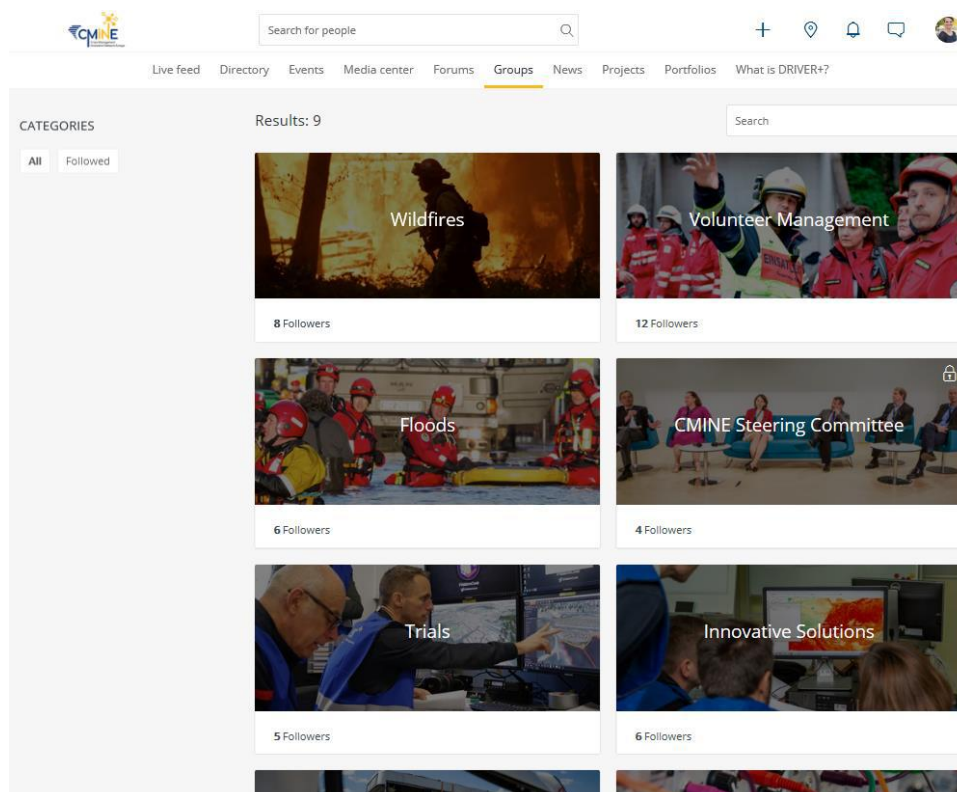 CMINE
Search for people
Live feed Directory Events Media center Forums Groups News Projects Portfolios What is DRIVER+?
CATEGORIES
Results: 9
Search
All Followed
Wildfires
Volunteer Management
EINSATZ
8 Followers
12 Followers
Floods
CMINE Steering Committee
6 Followers
4 Followers
Trials
Innovative Solutions
5 Followers
6 Followers